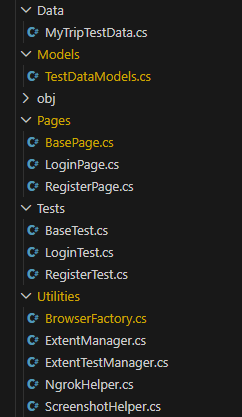 Data
MyTripTestData.cs
Models
TestDataModels.cs
obj
Pages
BasePage.cs
LoginPage.cs
RegisterPage.cs
Tests
BaseTest.cs
LoginTest.cs
RegisterTest.cs
Utilities
BrowserFactory.cs
ExtentManager.cs
ExtentTestManager.cs
NgrokHelper.cs
ScreenshotHelper.cs